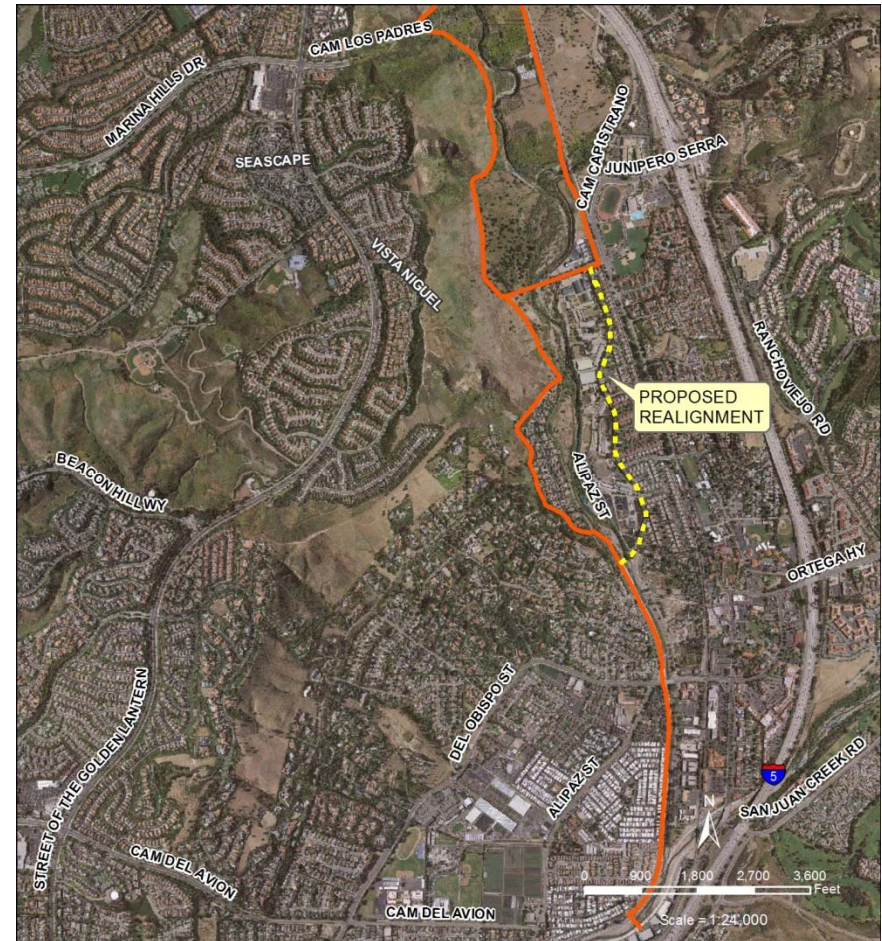 CAM LOS PADRES
MARINA HILLS DR
SEASCAPE
CAM CAPISTRANO
JUNIPERO SERRA
VISTA NIGUEL
RANCHO VIEJO RD
PROPOSED
REALIGNMENT
BEACON HILL WY
ALIPAZ ST
ORTEGA HY
STREET OF THE GOLDEN LANTERN
DEL OBISPO ST
ALIPAZ ST
5
SAN JUAN CREEK RD
N
0 900 1,800 2,700 3,600
Feet
Scale = 1:24,000
CAM DEL AVION
CAM DEL AVION